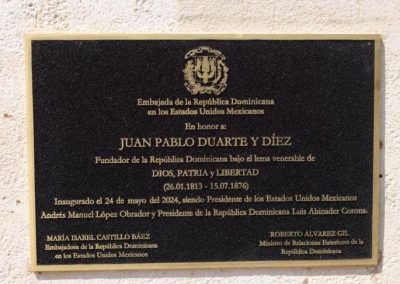 Embajada de la República Dominicana
en los Estados Unidos Mexicanos
En honor a:
JUAN PABLO DUARTE Y DÍEZ
Fundador de la República Dominicana bajo el lema venerable de
DIOS, PATRIA y LIBERTAD
(26.01.1813 - 15.07.1876)
Inaugurado el 24 de mayo del 2024, siendo Presidente de los Estados Unidos Mexicanos
Andrés Manuel López Obrador y Presidente de la República Dominicana Luis Abinader Corona.
MARÍA ISABEL CASTILLO BÁEZ
Embajadora de la República Dominicana
en los Estados Unidos Mexicanos
ROBERTO ÁLVAREZ GIL
Ministro de Relaciones Exteriores de la
República Dominicana